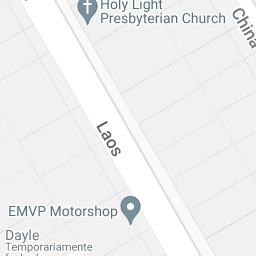 Holy Light
Presbyterian Church
China
Laos
EMVP Motorshop
Dayle
Temporariamente